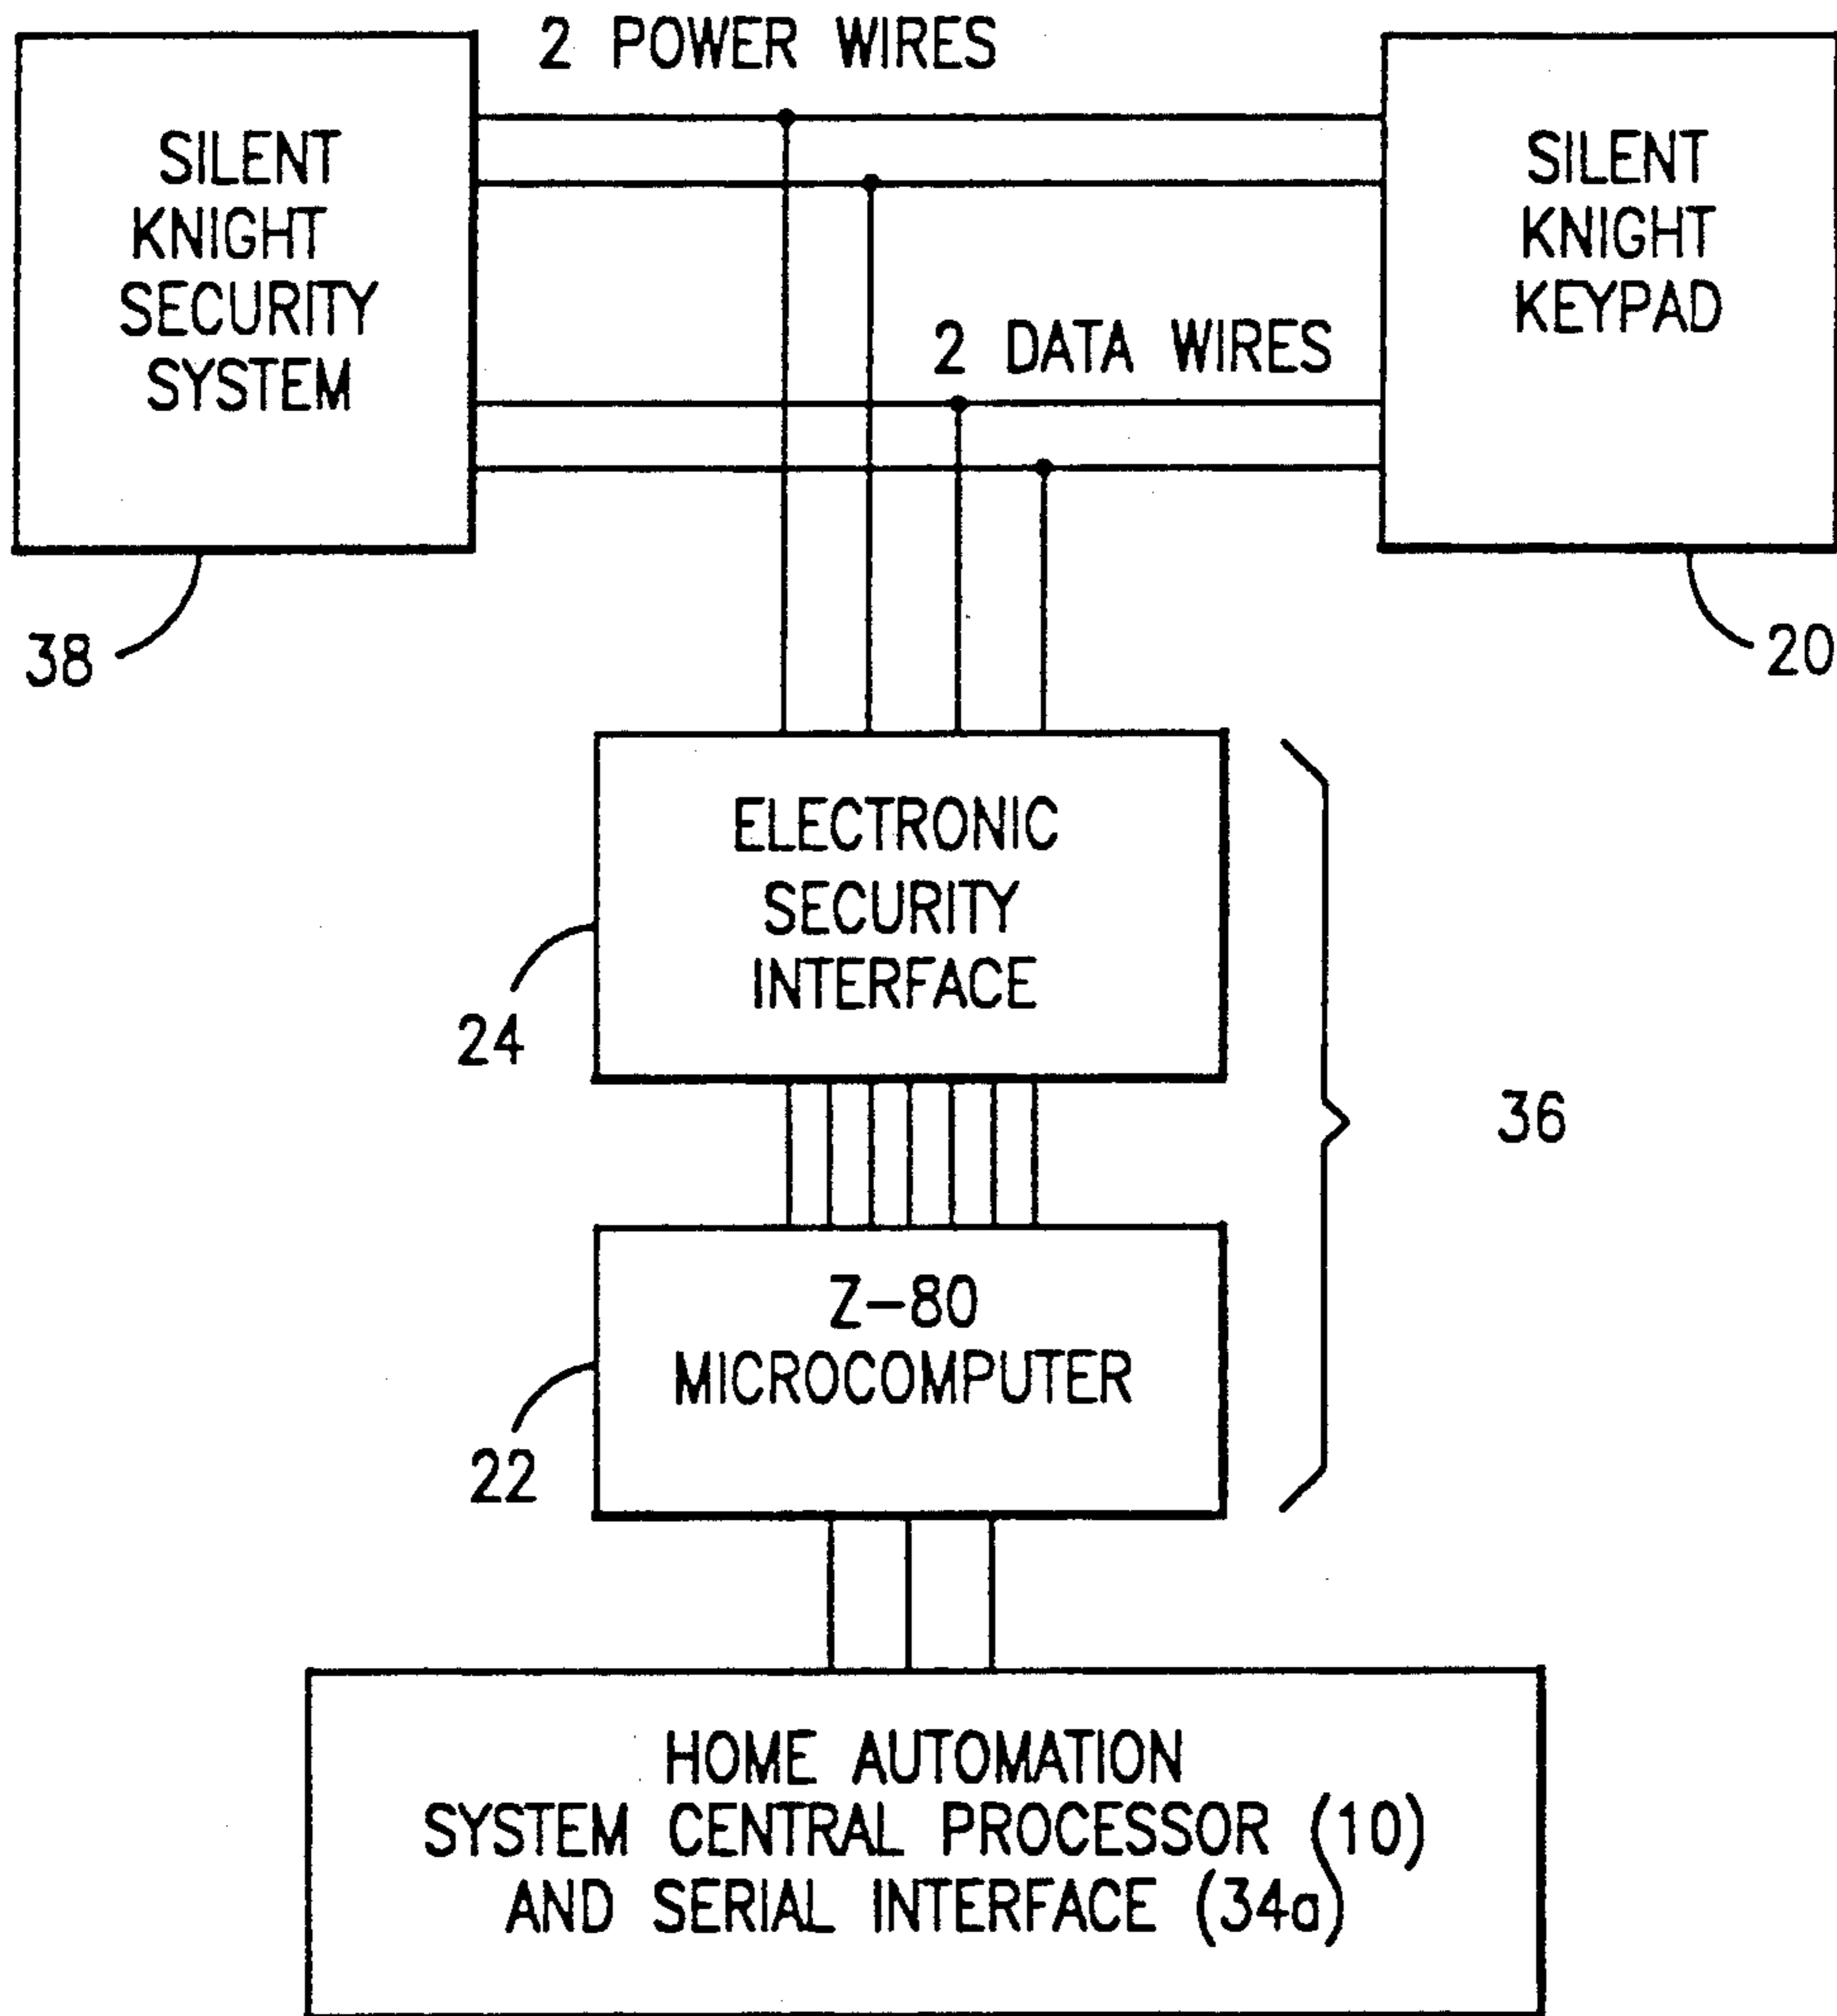 2 POWER WIRES
SILENT
KNIGHT
SECURITY
SYSTEM
SILENT
KNIGHT
KEYPAD
2 DATA WIRES
38
20
ELECTRONIC
SECURITY
INTERFACE
24
36
Z-80
MICROCOMPUTER
22
HOME AUTOMATION
SYSTEM CENTRAL PROCESSOR (10)
AND SERIAL INTERFACE (34a)